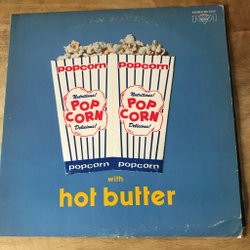 popcorn popcorn
Nutritious! Nutritious!
POP POP
CORN CORN
Delicious! Delicious!
popcorn popcorn
with
hot butter